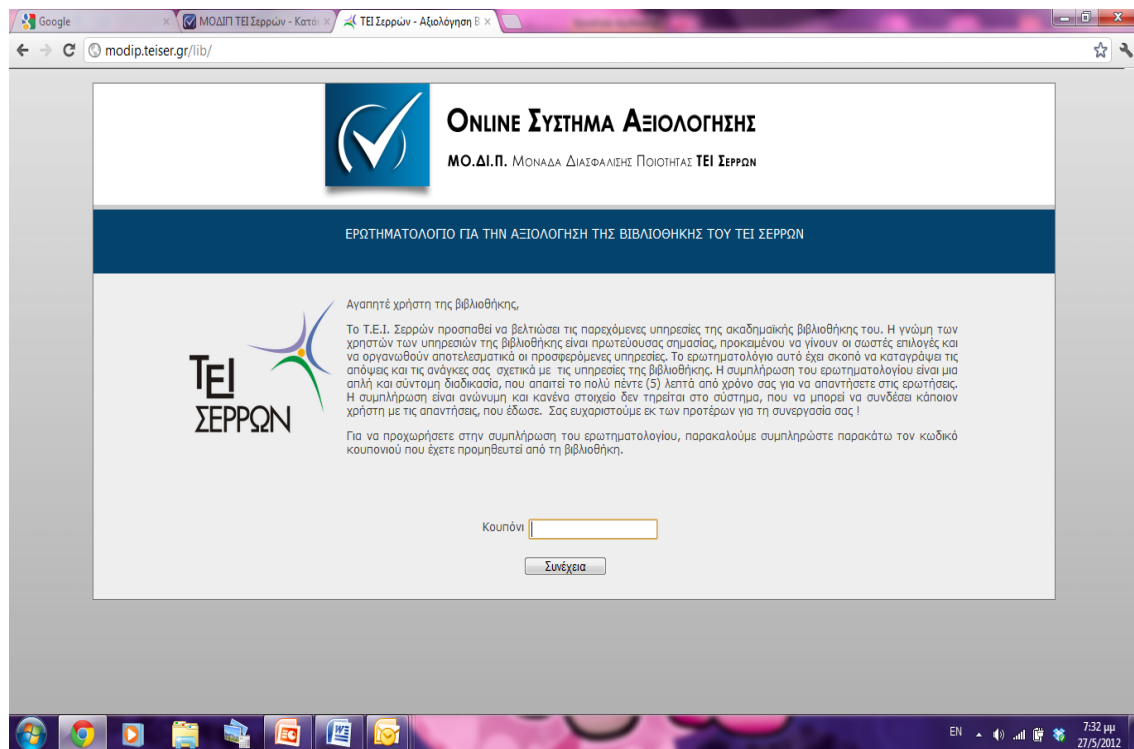 Google
ΜΟΔΙΠ ΤΕΙ Σερρών - Κατά
ΤΕΙ Σερρών - Αξιολόγηση Β
modip.teiser.gr/lib/
ONLINE ΣΥΣΤΗΜΑ ΑΞΙΟΛΟΓΗΣΗΣ
ΜΟ.ΔΙ.Π. ΜΟΝΑΔΑ ΔΙΑΣΦΑΛΙΣΗΣ ΠΟΙΟΤΗΤΑΣ ΤΕΙ ΣΕΡΡΩΝ
ΕΡΩΤΗΜΑΤΟΛΟΓΙΟ ΓΙΑ ΤΗΝ ΑΞΙΟΛΟΓΗΣΗ ΤΗΣ ΒΙΒΛΙΟΘΗΚΗΣ ΤΟΥ ΤΕΙ ΣΕΡΡΩΝ
ΤΕΙ
ΣΕΡΡΩΝ
Αγαπητέ χρήστη της βιβλιοθήκης,
Το Τ.Ε.Ι. Σερρών προσπαθεί να βελτιώσει τις παρεχόμενες υπηρεσίες της ακαδημαϊκής βιβλιοθήκης του. Η γνώμη των
χρηστών των υπηρεσιών της βιβλιοθήκης είναι πρωτεύουσας σημασίας, προκειμένου να γίνουν οι σωστές επιλογές και
να οργανωθούν αποτελεσματικά οι προσφερόμενες υπηρεσίες. Το ερωτηματολόγιο αυτό έχει σκοπό να καταγράψει τις
απόψεις και τις ανάγκες σας σχετικά με τις υπηρεσίες της βιβλιοθήκης. Η συμπλήρωση του ερωτηματολογίου είναι μια
απλή και σύντομη διαδικασία, που απαιτεί το πολύ πέντε (5) λεπτά από χρόνο σας για να απαντήσετε στις ερωτήσεις.
Η συμπλήρωση είναι ανώνυμη και κανένα στοιχείο δεν τηρείται στο σύστημα, που να μπορεί να συνδέσει κάποιον
χρήστη με τις απαντήσεις, που έδωσε. Σας ευχαριστούμε εκ των προτέρων για τη συνεργασία σας !
Για να προχωρήσετε στην συμπλήρωση του ερωτηματολογίου, παρακαλούμε συμπληρώστε παρακάτω τον κωδικό
κουπονιού που έχετε προμηθευτεί από τη βιβλιοθήκη.
Κουπόνι
Συνέχεια
EN
7:32 μμ
27/5/2012